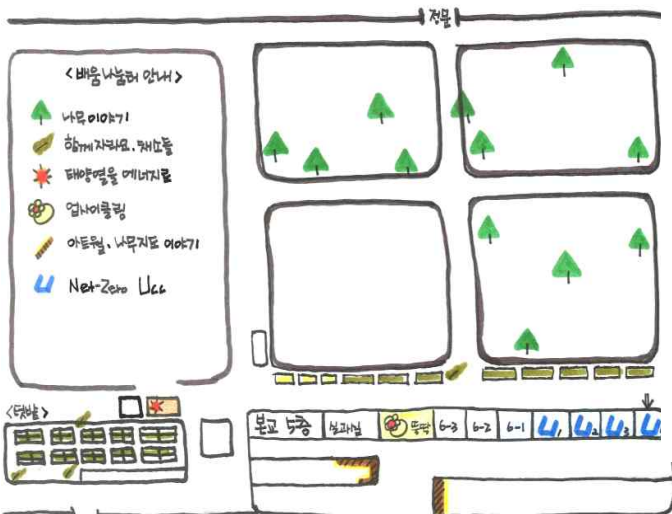 정문
<배움나눔터 안내>
나무이야기
함께자라요. 채소들
태양열을 에너지로
업사이클링
아트월. 나무지도 이야기
Net-Zero Ucc
<텃밭>
본교 5층 실과실 뚝딱 6-3 6-2 6-1 U1 U2 U3 U